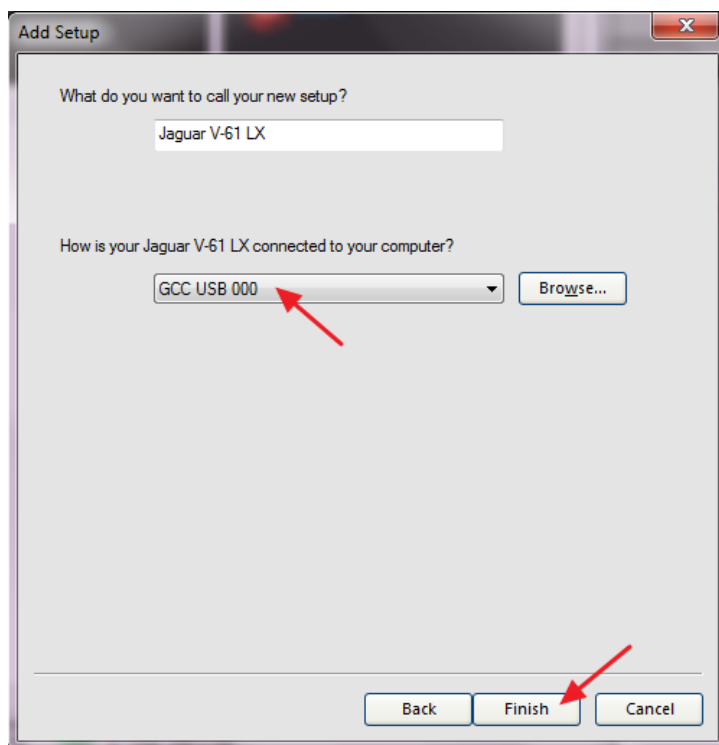 Add Setup
What do you want to call your new setup?
Jaguar V-61 LX
How is your Jaguar V-61 LX connected to your computer?
GCC USB 000
Browse...
Back Finish Cancel